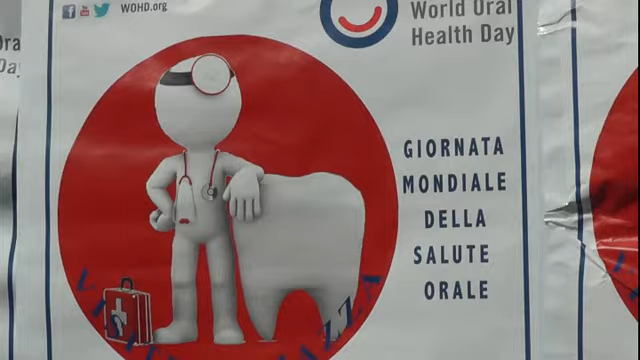 WOHD.org
World Oral
Health Day
GIORNATA
MONDIALE
DELLA
SALUTE
ORALE